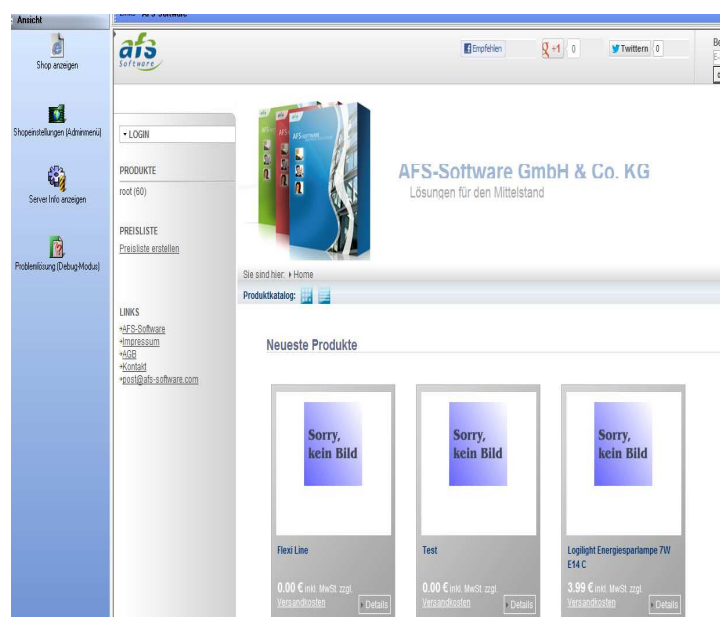 Ansicht
AFS-Software
Shop anzeigen
Shopeinstellungen (Adminmenü)
Server Info anzeigen
Problemlösung (Debug-Modus)
afs
Software
Empfehlen
+1 0
Twittern 0
LOGIN
PRODUKTE
root (60)
PREISLISTE
Preisliste erstellen
LINKS
AFS-Software
Impressum
AGB
Kontakt
post@afs-software.com
AFS-Software GmbH & Co. KG
Lösungen für den Mittelstand
Sie sind hier: Home
Produktkatalog:
Neueste Produkte
Sorry,
kein Bild
Flexi Line
0.00 € inkl. MwSt. zzgl.
Versandkosten
Details
Sorry,
kein Bild
Test
0.00 € inkl. MwSt. zzgl.
Versandkosten
Details
Sorry,
kein Bild
Logilight Energiesparlampe 7W
E14 C
3.99 € inkl. MwSt. zzgl.
Versandkosten
Details